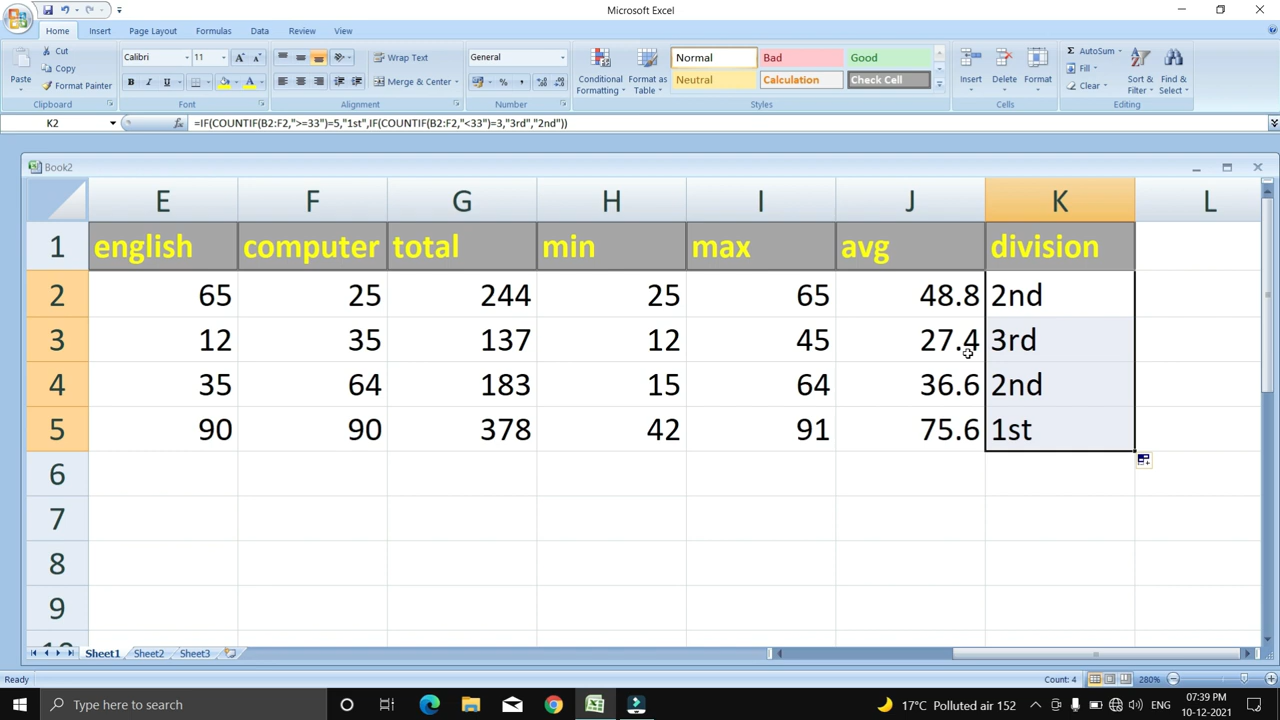 Microsoft Excel
Home Insert Page Layout Formulas Data Review View
Cut
Copy
Format Painter
Paste
Clipboard
Calibri 11
B I U
Font
Wrap Text
Merge & Center
Alignment
General
Number
Conditional Formatting
Format as Table
Normal Bad Good
Neutral Calculation Check Cell
Styles
Insert Delete Format
Cells
AutoSum
Fill
Clear
Sort & Filter
Find & Select
Editing
K2 =IF(COUNTIF(B2:F2,">=33")=5,"1st",IF(COUNTIF(B2:F2,"<33")=3,"3rd","2nd"))
Book2
E F G H I J K L
1 english computer total min max avg division
2 65 25 244 25 65 48.8 2nd
3 12 35 137 12 45 27.4 3rd
4 35 64 183 15 64 36.6 2nd
5 90 90 378 42 91 75.6 1st
6
7
8
9
10
Sheet1 Sheet2 Sheet3
Ready Count: 4 280%
Type here to search
17°C Polluted air 152 ENG
07:39 PM
10-12-2021